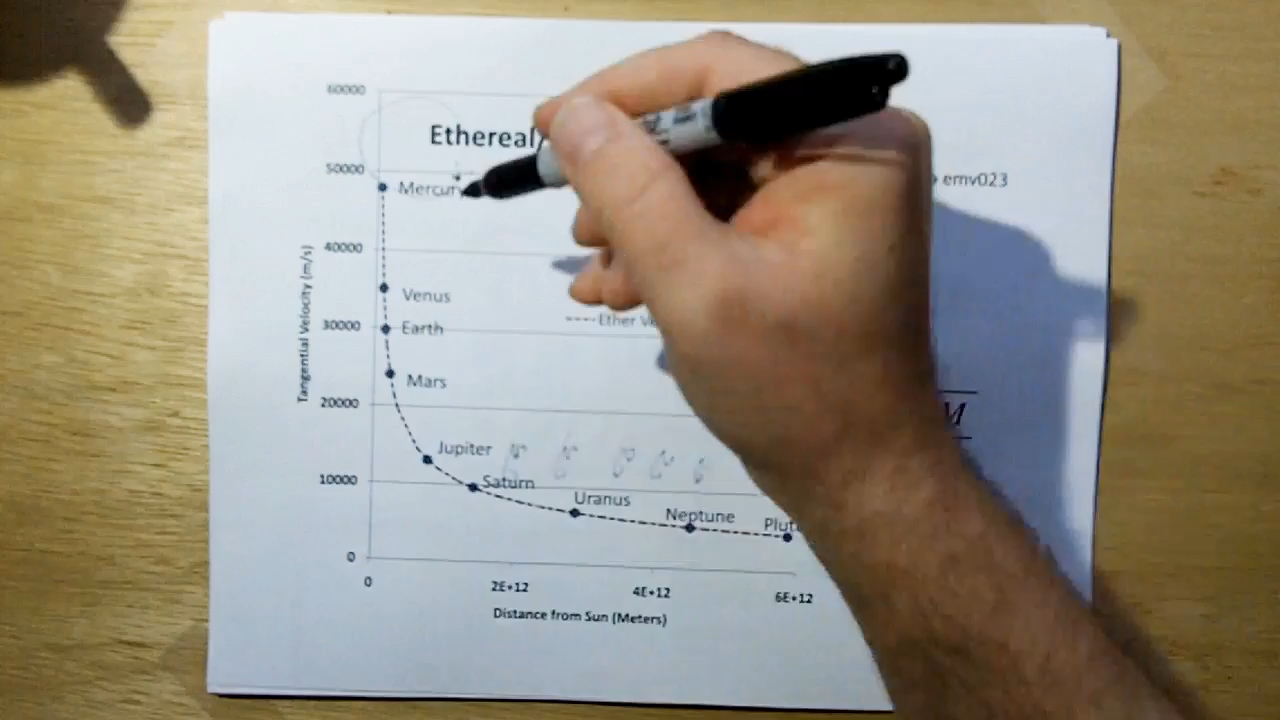 60000
Ethereal
50000
Mercury
emv023
40000
Venus
30000
Earth
Ether Ve
Mars
20000
M
Jupiter
10000
Saturn
Uranus
Neptune
Plut
0
0
2E+12
4E+12
6E+12
Distance from Sun (Meters)
Tangential Velocity (m/s)